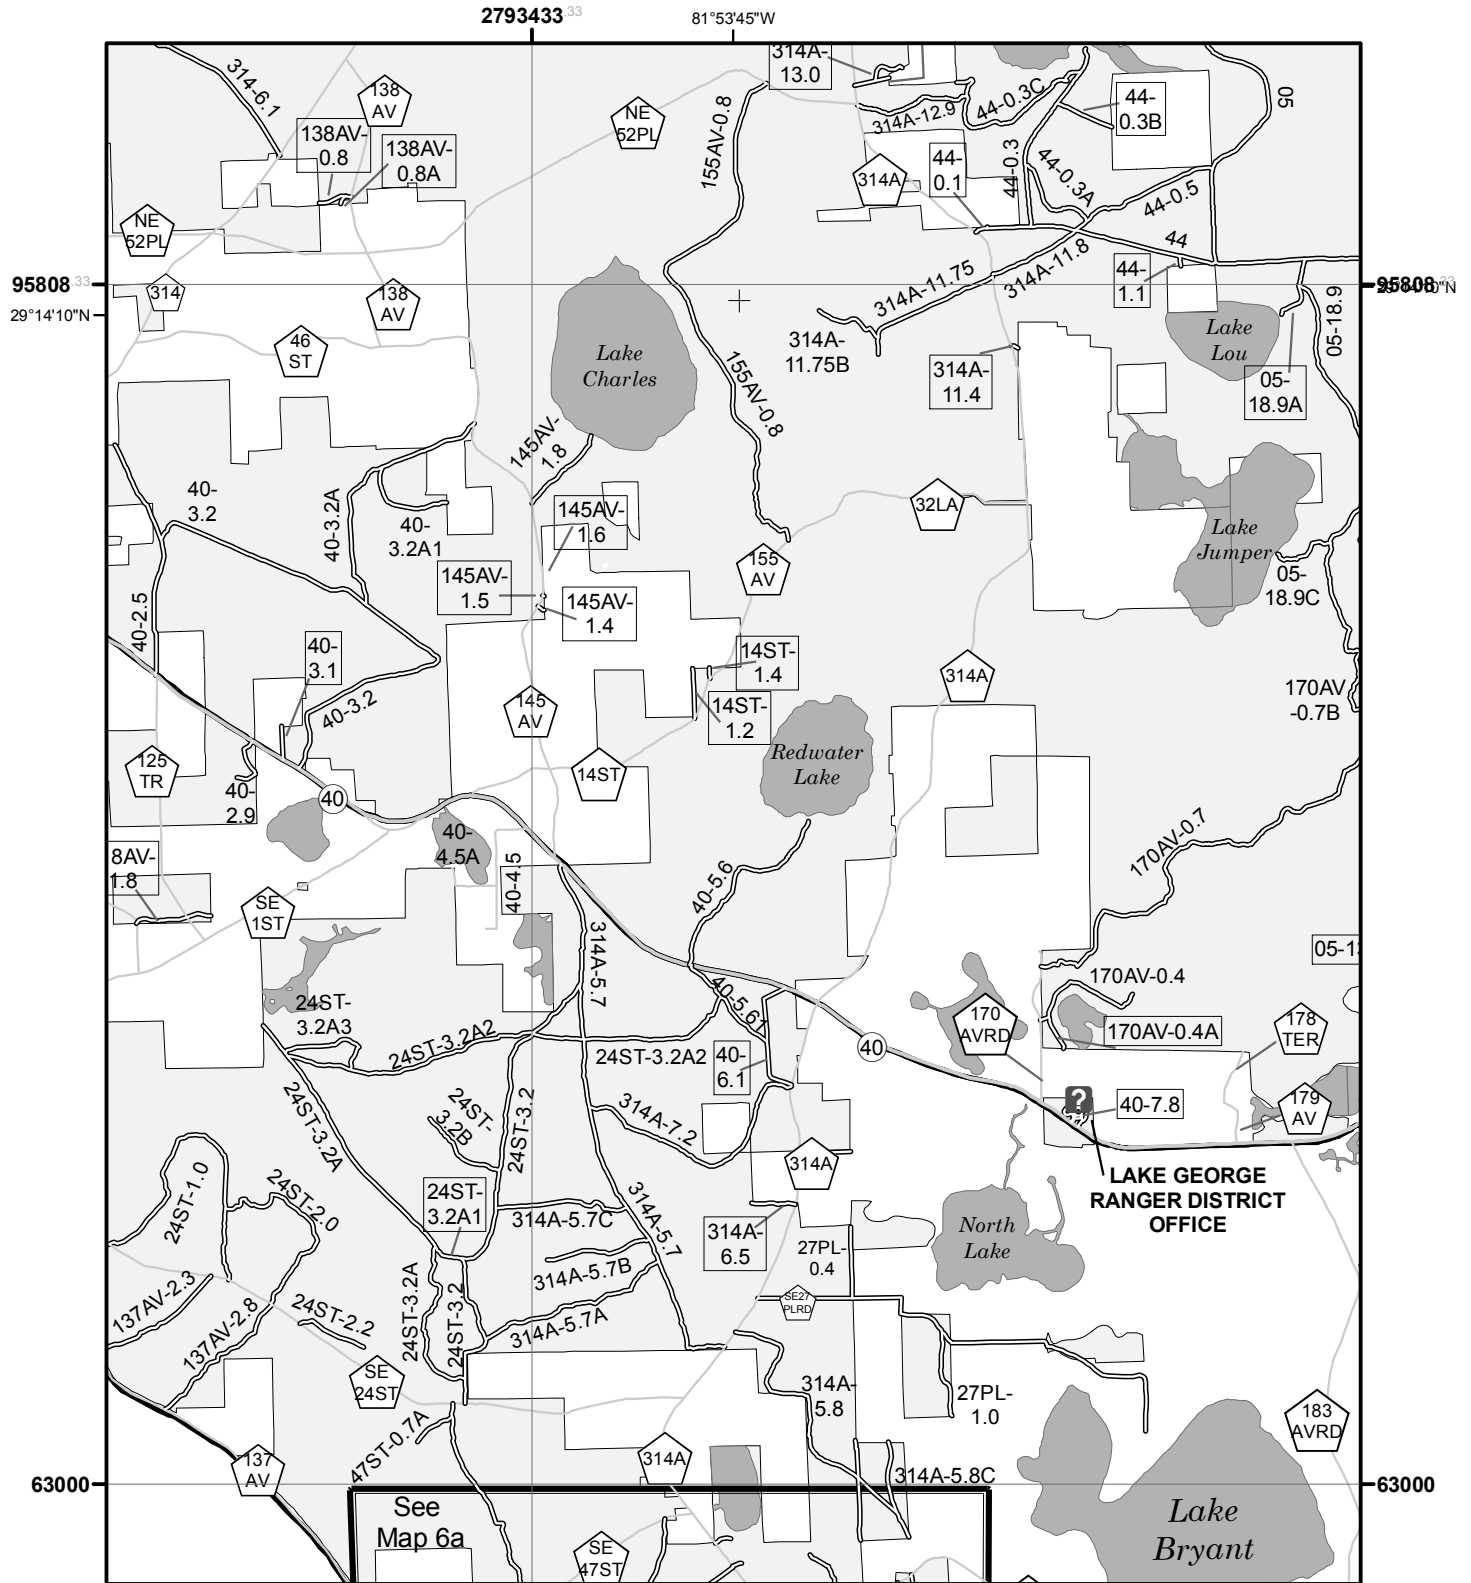 2793433.33
81°53'45"W
314A-
13.0
314-6.1
138
AV
138AV-
0.8
138AV-
0.8A
NE
52PL
155AV-0.8
314A-12.9
44-0.3C
44-
0.3B
05
314A
44-
0.1
44-0.3
44-0.3A
44-0.5
44
NE
52PL
314
138
AV
95808.33
29°14'10"N
95808.33
29°14'10"N
314A-11.75
314A-11.8
44-
1.1
05-18.9
46
ST
Lake
Charles
155AV-0.8
314A-
11.75B
314A-
11.4
Lake
Lou
05-
18.9A
145AV-
1.8
40-
3.2
40-3.2A
40-
3.2A1
145AV-
1.6
32LA
Lake
Jumper
145AV-
1.5
145AV-
1.4
155
AV
05-
18.9C
40-2.5
40-
3.1
40-3.2
14ST-
1.4
14ST-
1.2
314A
170AV
-0.7B
145
AV
125
TR
40-
2.9
40
14ST
Redwater
Lake
40-
4.5A
40-4.5
170AV-0.7
8AV-
1.8
SE
1ST
40-5.6
314A-5.7
05-13
24ST-
3.2A3
24ST-3.2A2
24ST-3.2A2
40-5.61
40-
6.1
40
170
AVRD
170AV-0.4
170AV-0.4A
178
TER
179
AV
?
40-7.8
LAKE GEORGE
RANGER DISTRICT
OFFICE
24ST-3.2A
24ST-
3.2B
24ST-3.2
314A-7.2
314A
24ST-1.0
24ST-2.0
24ST-
3.2A1
314A-5.7C
314A-5.7
314A-
6.5
27PL-
0.4
North
Lake
314A-5.7B
SE27
PLRD
137AV-2.3
137AV-2.8
24ST-2.2
24ST-3.2A
24ST-3.2
314A-5.7A
SE
24ST
314A-
5.8
27PL-
1.0
183
AVRD
47ST-0.7A
137
AV
314A
314A-5.8C
63000
63000
See
Map 6a
SE
47ST
Lake
Bryant